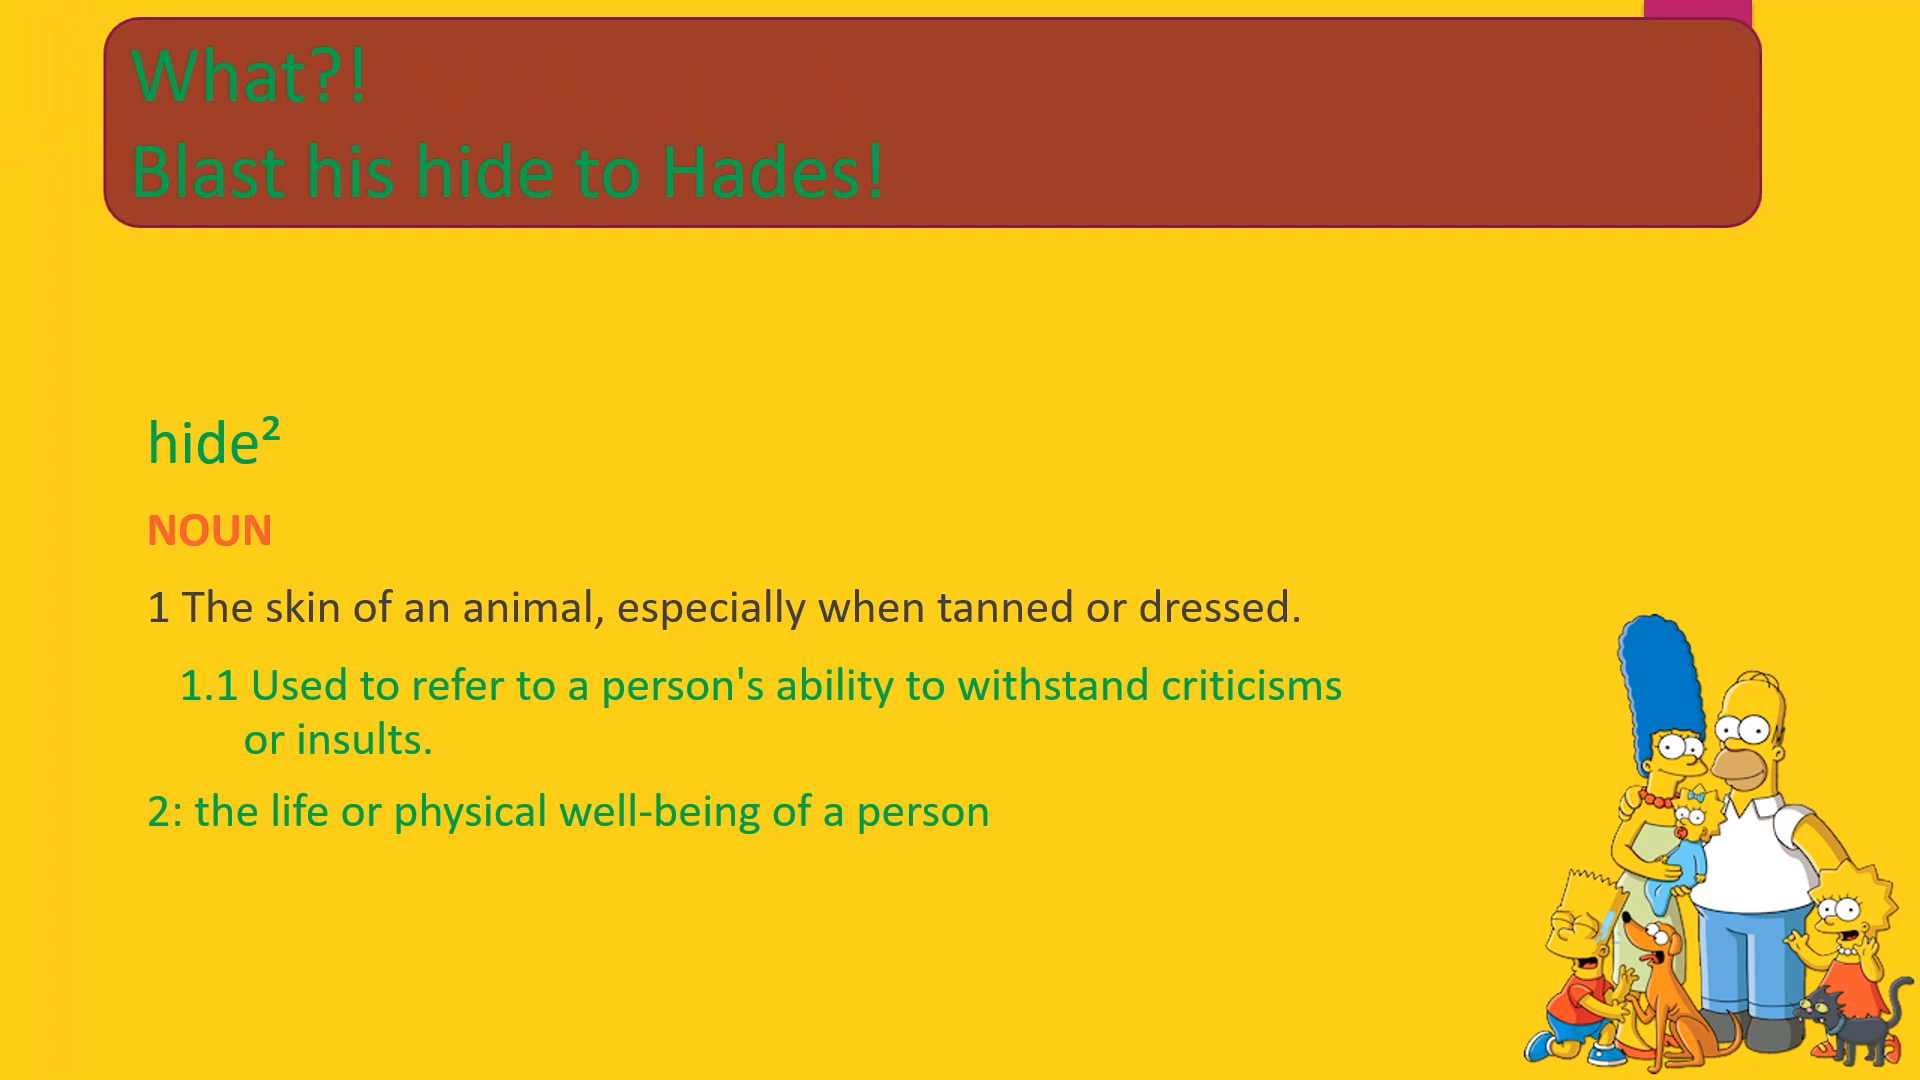 What?!
Blast his hide to Hades!
hide²
NOUN
1 The skin of an animal, especially when tanned or dressed.
1.1 Used to refer to a person's ability to withstand criticisms
or insults.
2: the life or physical well-being of a person